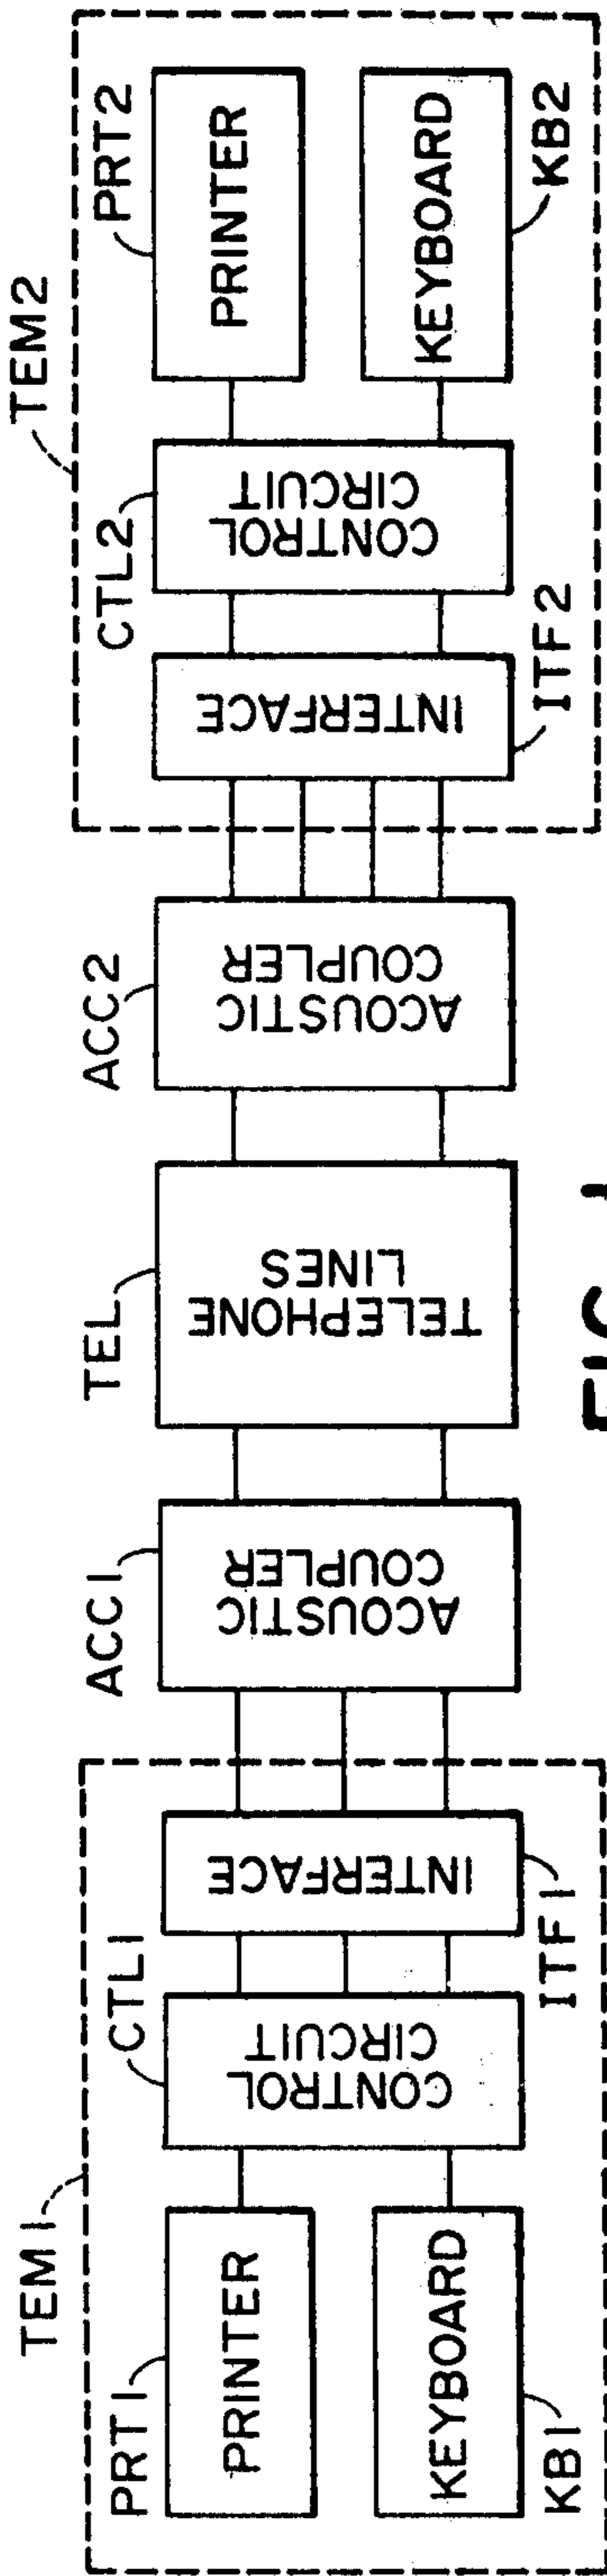 TEM1
PRT1
PRINTER
KEYBOARD
KB1
CTL1
CONTROL
CIRCUIT
INTERFACE
ITF1
ACC1
ACOUSTIC
COUPLER
TEL
TELEPHONE
LINES
ACC2
ACOUSTIC
COUPLER
TEM2
INTERFACE
ITF2
CTL2
CONTROL
CIRCUIT
PRT2
PRINTER
KEYBOARD
KB2